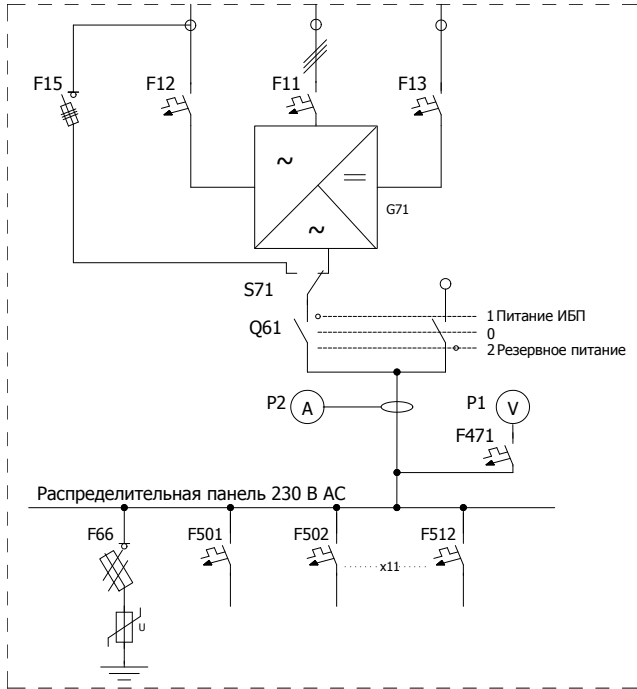 F15
F12
F11
F13
~
~
G71
S71
Q61
1 Питание ИБП
0
2 Резервное питание
P2
A
P1
V
F471
Распределительная панель 230 В AC
F66
F501
F502
F512
x11
U